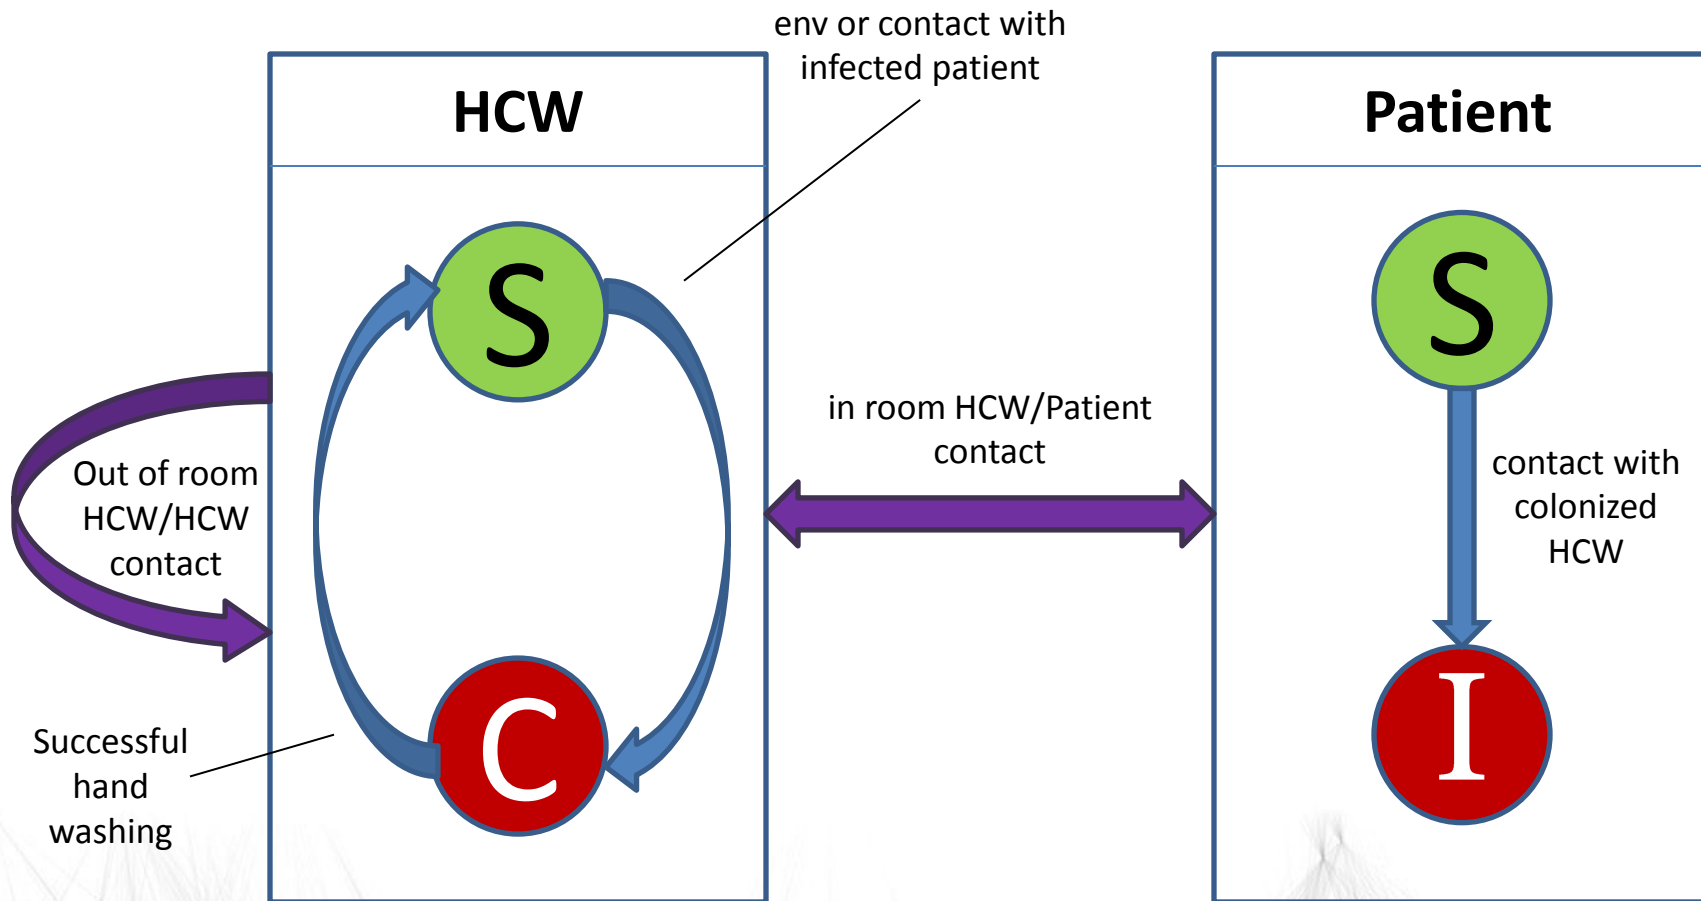 env or contact with
infected patient
HCW
Patient
S
S
in room HCW/Patient
contact
Out of room
HCW/HCW
contact
contact with
colonized
HCW
Successful
hand
washing
C
I